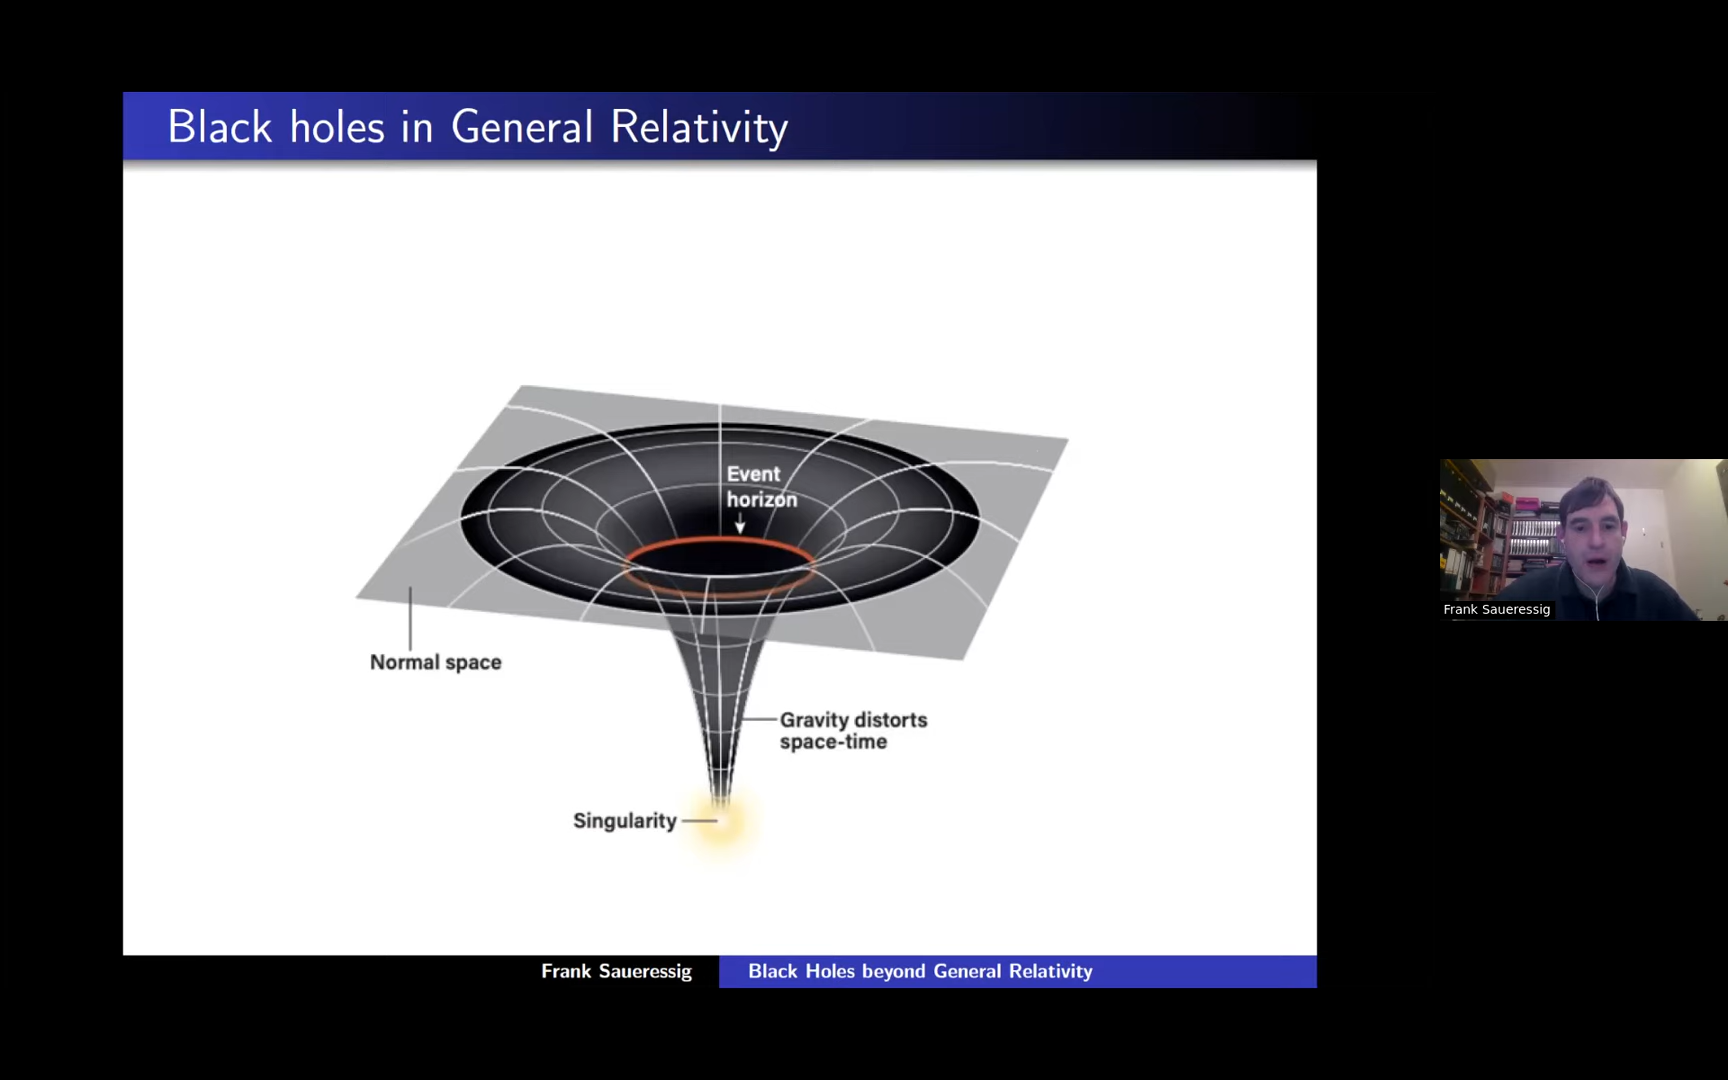 Black holes in General Relativity
Event
horizon
Normal space
Gravity distorts
space-time
Singularity
Frank Saueressig
Frank Saueressig Black Holes beyond General Relativity